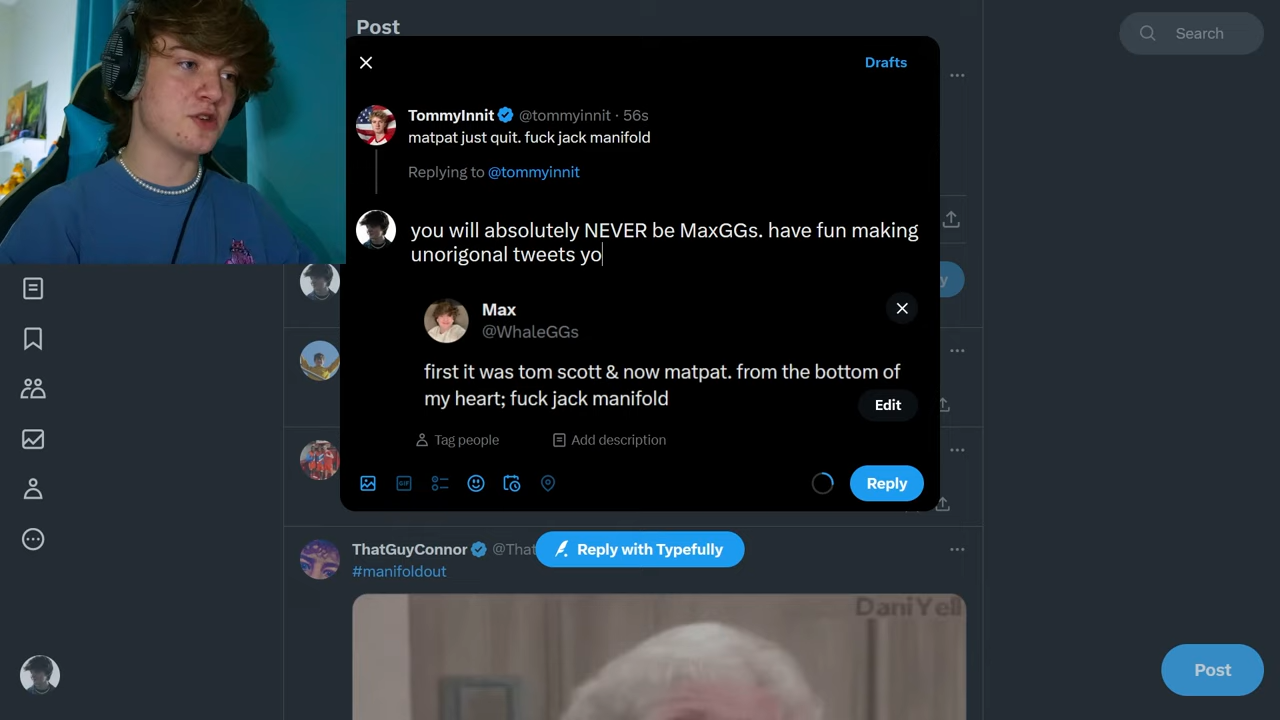 Post
Search
Drafts
TommyInnit @tommyinnit · 56s
matpat just quit. fuck jack manifold
Replying to @tommyinnit
you will absolutely NEVER be MaxGGs. have fun making
unorigonal tweets yo
y
Max
@WhaleGGs
first it was tom scott & now matpat. from the bottom of
my heart; fuck jack manifold
Edit
Tag people
Add description
GIF
Reply
ThatGuyConnor @That
Reply with Typefully
#manifoldout
DaniYell
Post